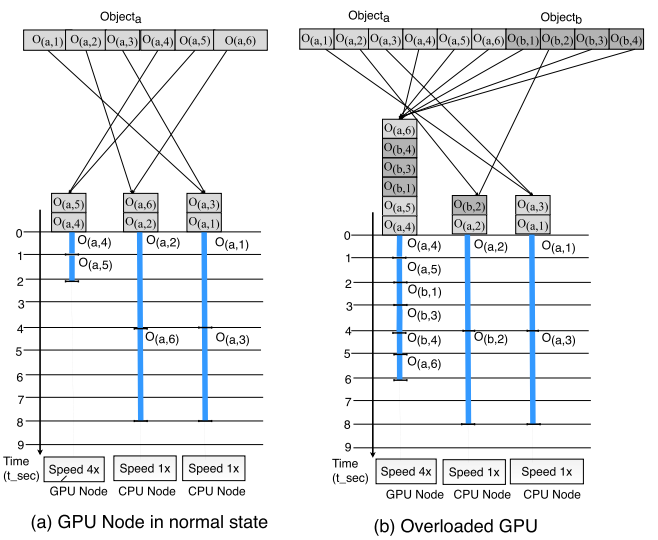 Object a
O(a,1) O(a,2) O(a,3) O(a,4) O(a,5) O(a,6)
O(a,5) O(a,6) O(a,3)
O(a,4) O(a,2) O(a,1)
0
O(a,4) O(a,2) O(a,1)
1
O(a,5)
2
3
4
O(a,6) O(a,3)
5
6
7
8
9
Time
(t_sec)
Speed 4x Speed 1x Speed 1x
GPU Node CPU Node CPU Node
(a) GPU Node in normal state
Object a Object b
O(a,1) O(a,2) O(a,3) O(a,4) O(a,5) O(a,6) O(b,1) O(b,2) O(b,3) O(b,4)
O(a,6)
O(b,4)
O(b,3)
O(b,1)
O(a,5) O(b,2) O(a,3)
O(a,4) O(a,2) O(a,1)
0
O(a,4) O(a,2) O(a,1)
1
O(a,5)
2
O(b,1)
3
O(b,3)
4
O(b,4) O(b,2) O(a,3)
5
O(a,6)
6
7
8
9
Time
(t_sec)
Speed 4x Speed 1x Speed 1x
GPU Node CPU Node CPU Node
(b) Overloaded GPU